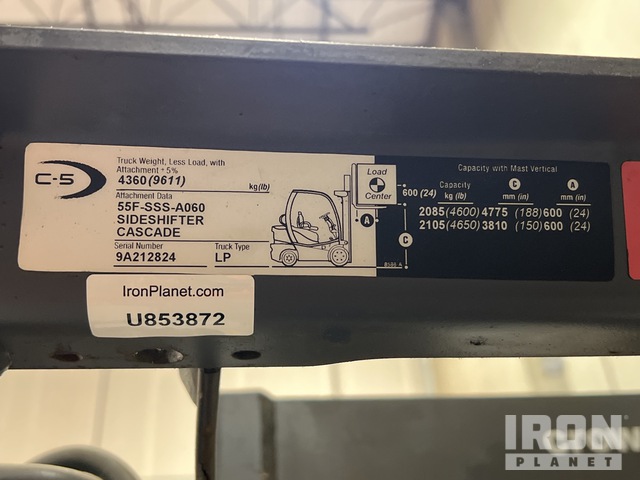 C-5
Truck Weight, Less Load, with
Attachment ± 5%
4360(9611) kg(lb)
Attachment Data
55F-SSS-A060
SIDESHIFTER
CASCADE
Serial Number Truck Type
9A212824 LP
Load
Center
600 (24)
A
C
Capacity with Mast Vertical
Capacity C A
kg (lb) mm (in) mm (in)
2085(4600) 4775 (188) 600 (24)
2105(4650) 3810 (150) 600 (24)
IronPlanet.com
U853872
IRON
PLANET